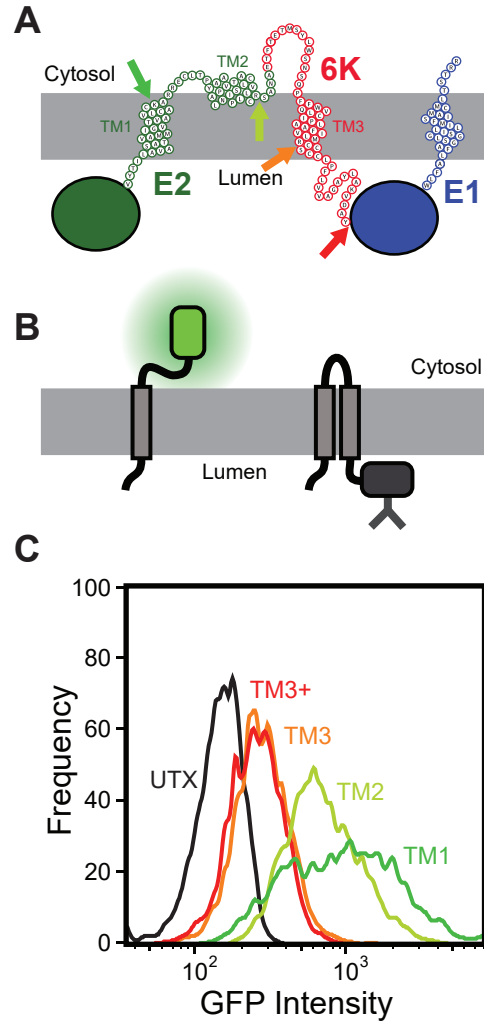 A
Cytosol
TM2
6K
TM1
TM3
Lumen
E2
E1
B
Cytosol
Lumen
C
100
80
60
40
20
0
Frequency
TM3+
TM3
UTX
TM2
TM1
10²
10³
GFP Intensity